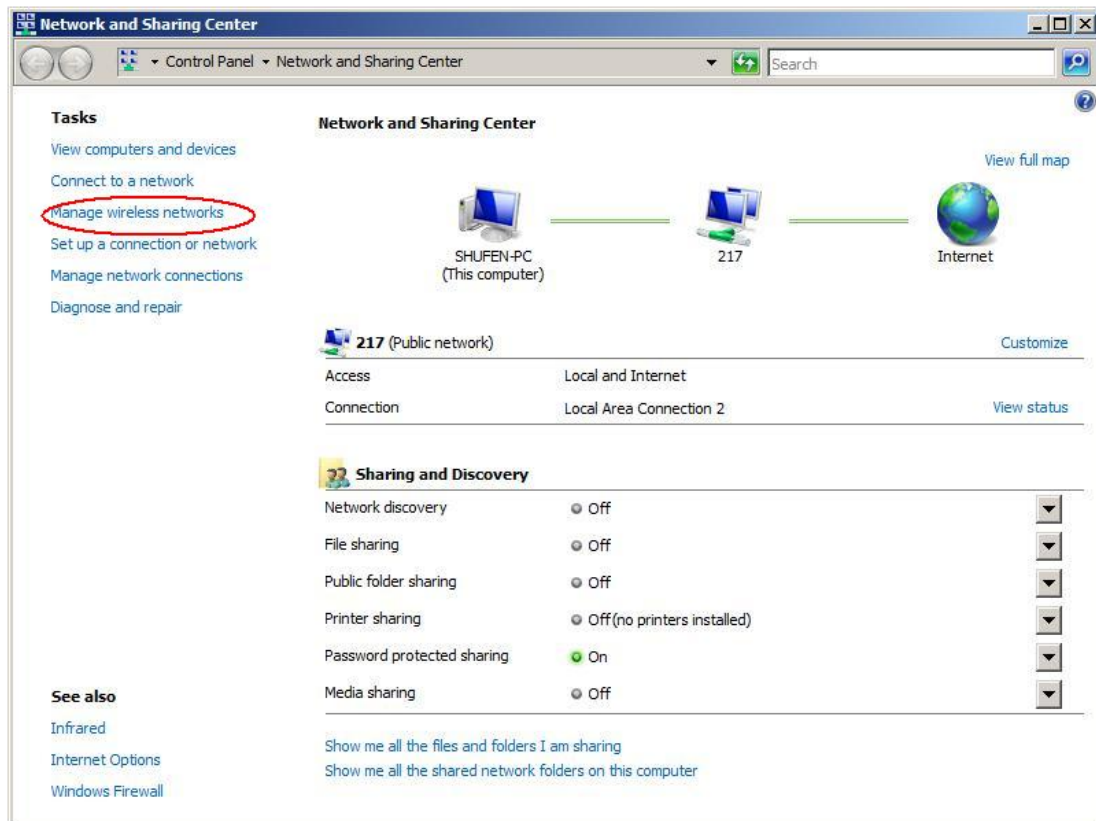 Network and Sharing Center
Control Panel Network and Sharing Center
Search
Tasks
View computers and devices
Connect to a network
Manage wireless networks
Set up a connection or network
Manage network connections
Diagnose and repair
See also
Infrared
Internet Options
Windows Firewall
Network and Sharing Center
View full map
SHUFEN-PC
(This computer)
217
Internet
217 (Public network) Customize
Access Local and Internet
Connection Local Area Connection 2 View status
Sharing and Discovery
Network discovery Off
File sharing Off
Public folder sharing Off
Printer sharing Off(no printers installed)
Password protected sharing On
Media sharing Off
Show me all the files and folders I am sharing
Show me all the shared network folders on this computer